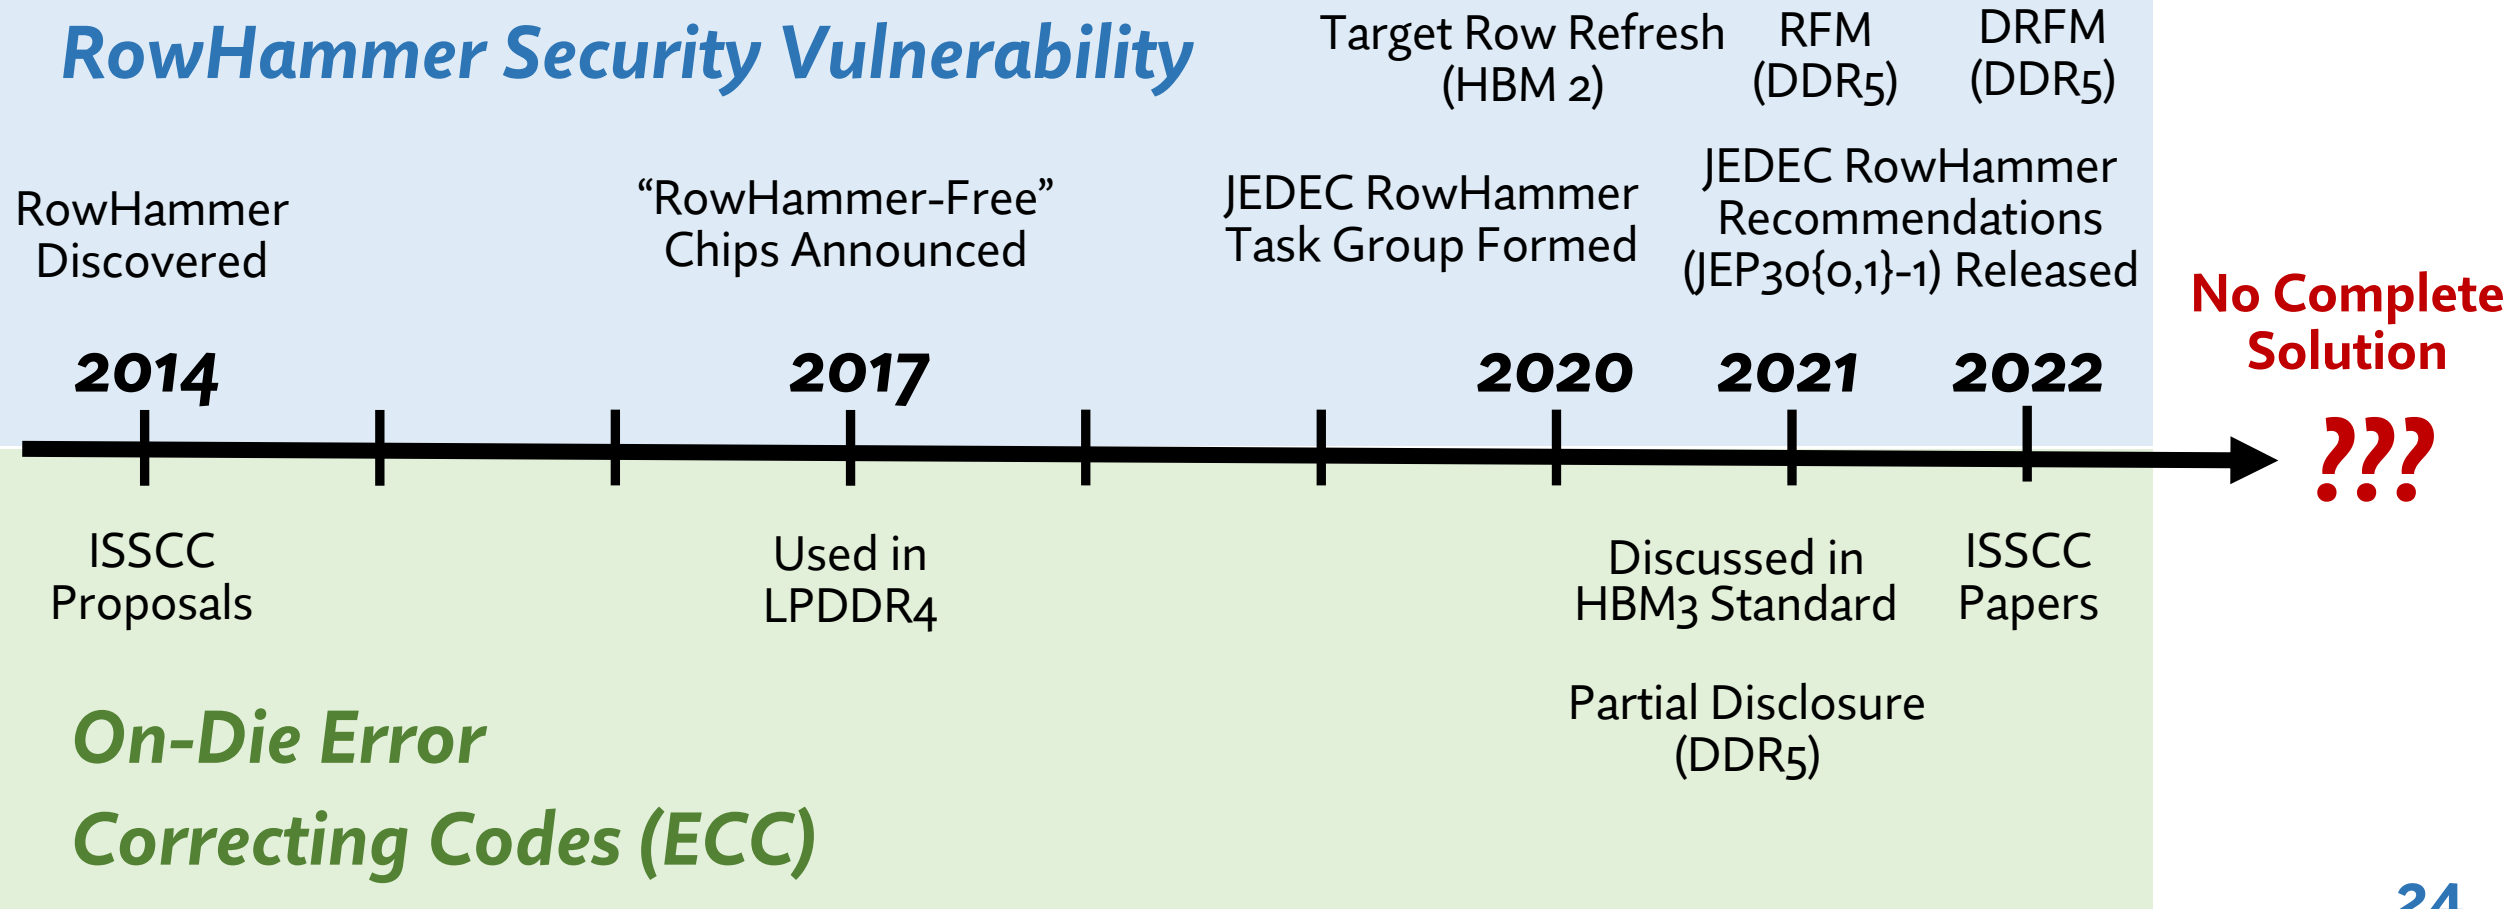 RowHammer Security Vulnerability
Target Row Refresh
(HBM 2)
RFM
(DDR5)
DRFM
(DDR5)
RowHammer
Discovered
“RowHammer-Free”
Chips Announced
JEDEC RowHammer
Task Group Formed
JEDEC RowHammer
Recommendations
(JEP30{0,1}-1) Released
No Complete
Solution
???
2014
2017
2020
2021
2022
ISSCC
Proposals
Used in
LPDDR4
Discussed in
HBM3 Standard
ISSCC
Papers
Partial Disclosure
(DDR5)
On-Die Error
Correcting Codes (ECC)
24